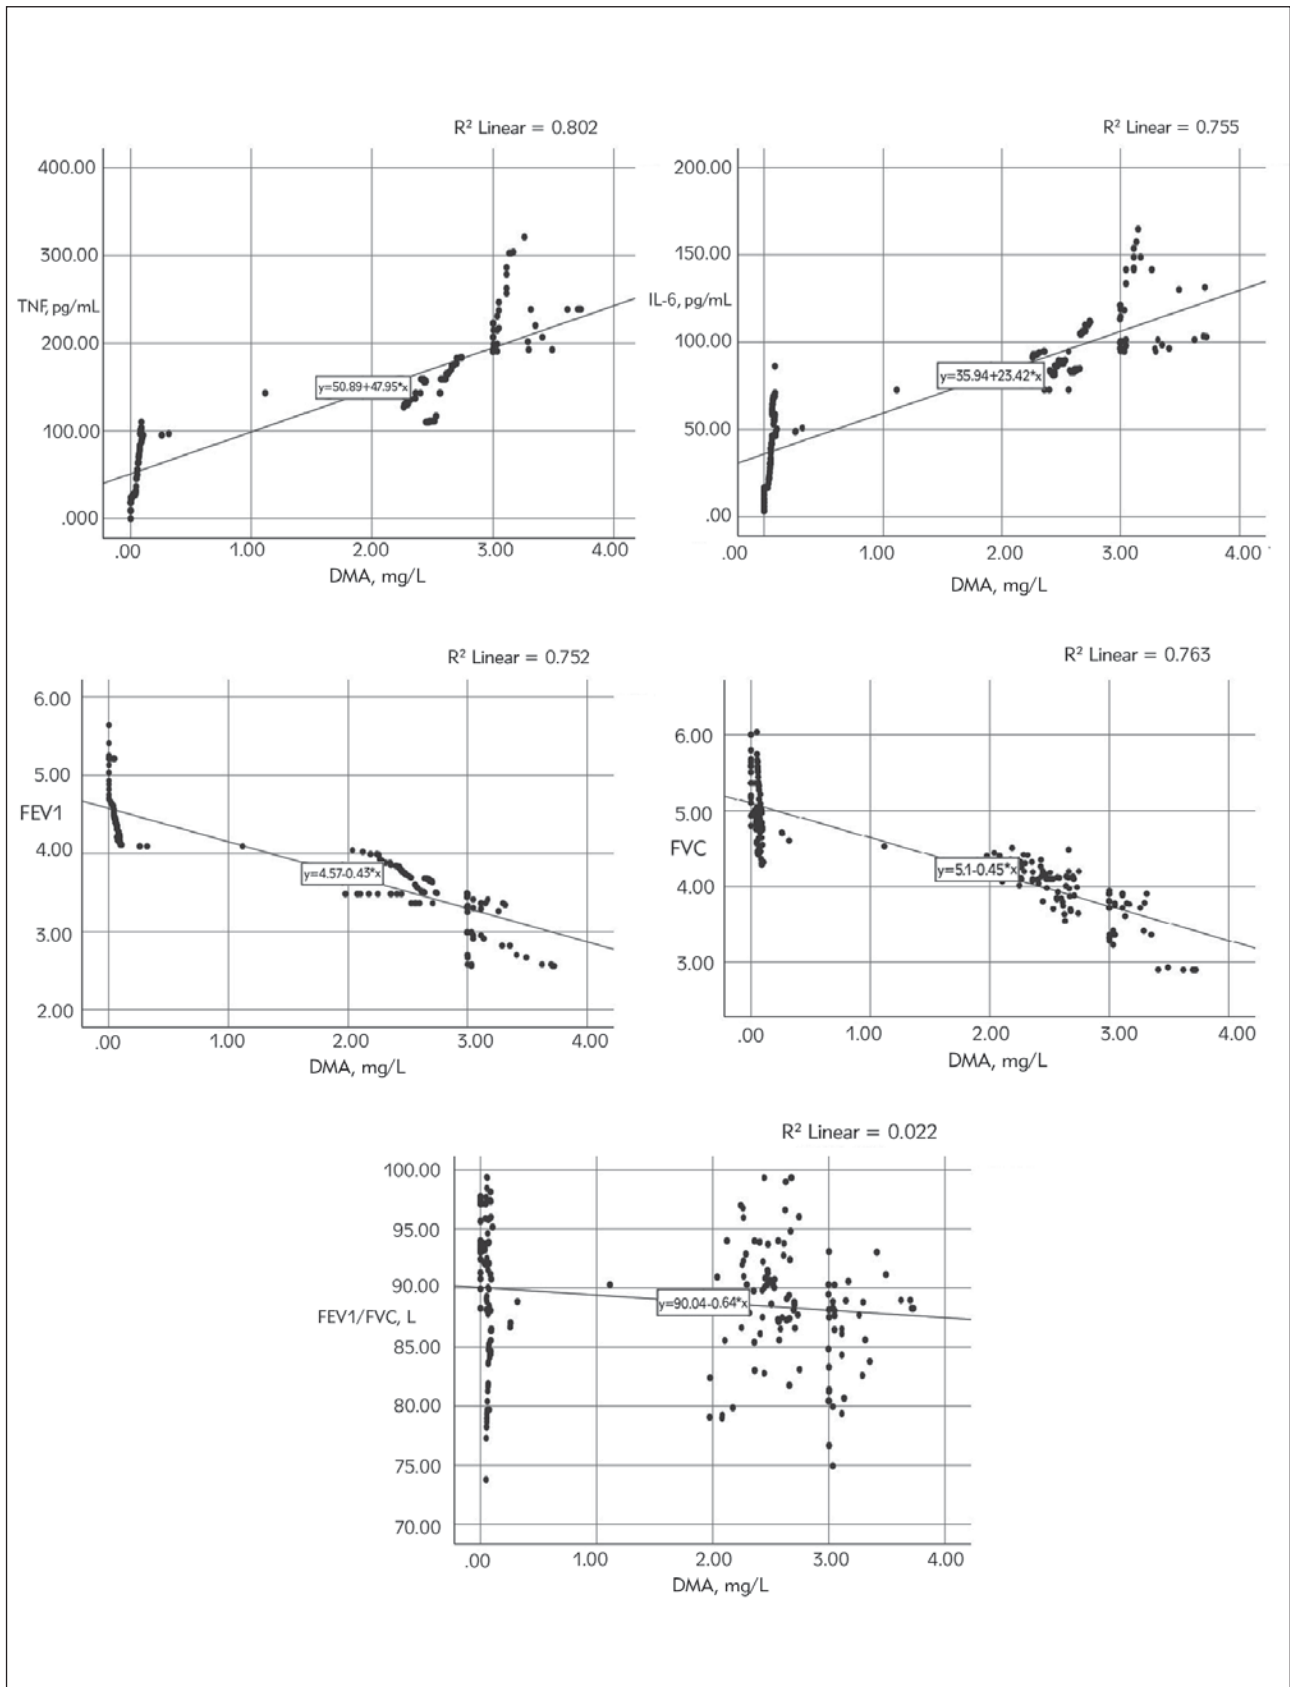 R² Linear = 0.802
400.00
300.00
TNF, pg/mL
200.00
y=50.89+47.95*x
100.00
.000
.00 1.00 2.00 3.00 4.00
DMA, mg/L
R² Linear = 0.755
200.00
150.00
IL-6, pg/mL
100.00
y=35.94+23.42*x
50.00
.00
.00 1.00 2.00 3.00 4.00
DMA, mg/L
R² Linear = 0.752
6.00
5.00
FEV1
4.00
y=4.57-0.43*x
3.00
2.00
.00 1.00 2.00 3.00 4.00
DMA, mg/L
R² Linear = 0.763
6.00
5.00
FVC
y=5.1-0.45*x
4.00
3.00
.00 1.00 2.00 3.00 4.00
DMA, mg/L
R² Linear = 0.022
100.00
95.00
90.00
y=90.04-0.64*x
FEV1/FVC, L
85.00
80.00
75.00
70.00
.00 1.00 2.00 3.00 4.00
DMA, mg/L